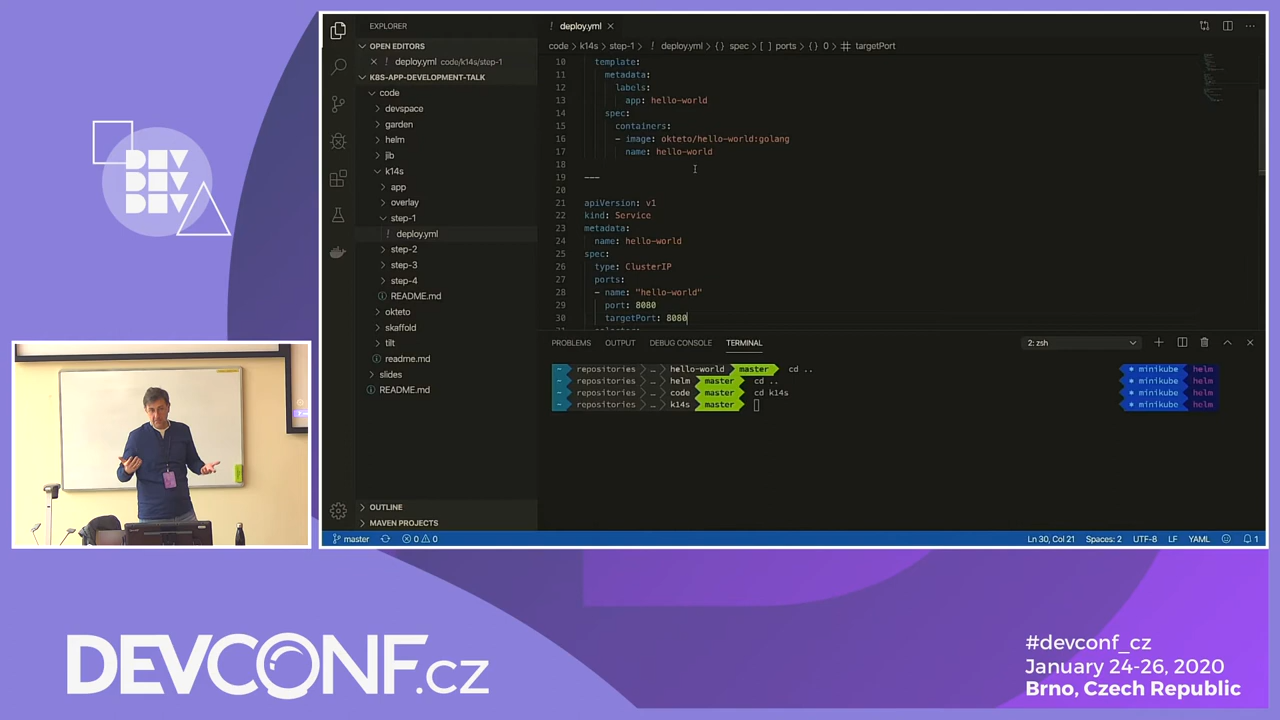 DEV
DEV
DEV
EXPLORER
OPEN EDITORS
deploy.yml code/k14s/step-1
K8S-APP-DEVELOPMENT-TALK
code
devspace
garden
helm
jib
k14s
app
overlay
step-1
! deploy.yml
step-2
step-3
step-4
README.md
okteto
skaffold
tilt
readme.md
slides
README.md
OUTLINE
MAVEN PROJECTS
! deploy.yml
code > k14s > step-1 > ! deploy.yml > {} spec > [ ] ports > {} 0 > # targetPort
10 template:
11 metadata:
12 labels:
13 app: hello-world
14 spec:
15 containers:
16 - image: okteto/hello-world:golang
17 name: hello-world
18
19 ---
20
21 apiVersion: v1
22 kind: Service
23 metadata:
24 name: hello-world
25 spec:
26 type: ClusterIP
27 ports:
28 - name: "hello-world"
29 port: 8080
30 targetPort: 8080
PROBLEMS OUTPUT DEBUG CONSOLE TERMINAL 2: zsh
~ repositories > … > hello-world master cd .. minikube helm
~ repositories > … > helm master cd .. minikube helm
~ repositories > … > code master cd k14s minikube helm
~ repositories > … > k14s master minikube helm
master 0 0 Ln 30, Col 21 Spaces: 2 UTF-8 LF YAML 1
DEVCONF.cz
#devconf_cz
January 24-26, 2020
Brno, Czech Republic